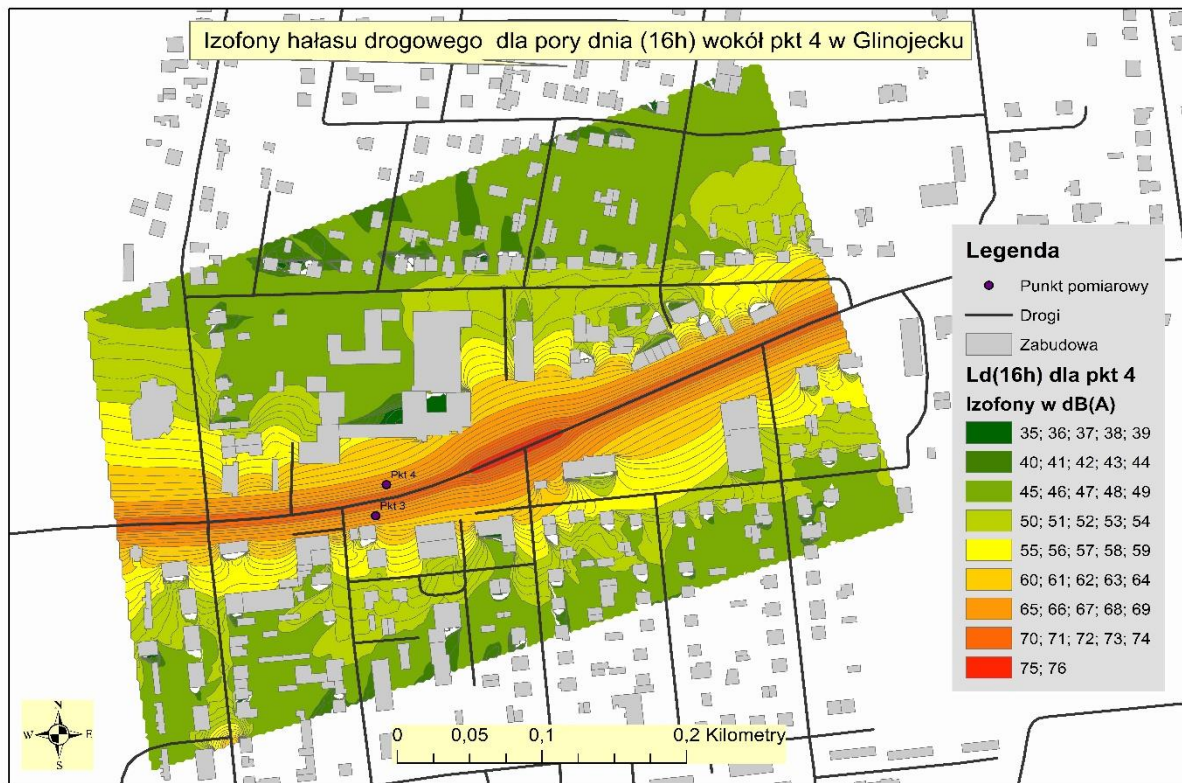 Izofony hałasu drogowego dla pory dnia (16h) wokół pkt 4 w Glinojecku
Pkt 4
Pkt 3
Legenda
Punkt pomiarowy
Drogi
Zabudowa
Ld(16h) dla pkt 4
Izofony w dB(A)
35; 36; 37; 38; 39
40; 41; 42; 43; 44
45; 46; 47; 48; 49
50; 51; 52; 53; 54
55; 56; 57; 58; 59
60; 61; 62; 63; 64
65; 66; 67; 68; 69
70; 71; 72; 73; 74
75; 76
N
W E
S
0 0,05 0,1 0,2 Kilometry